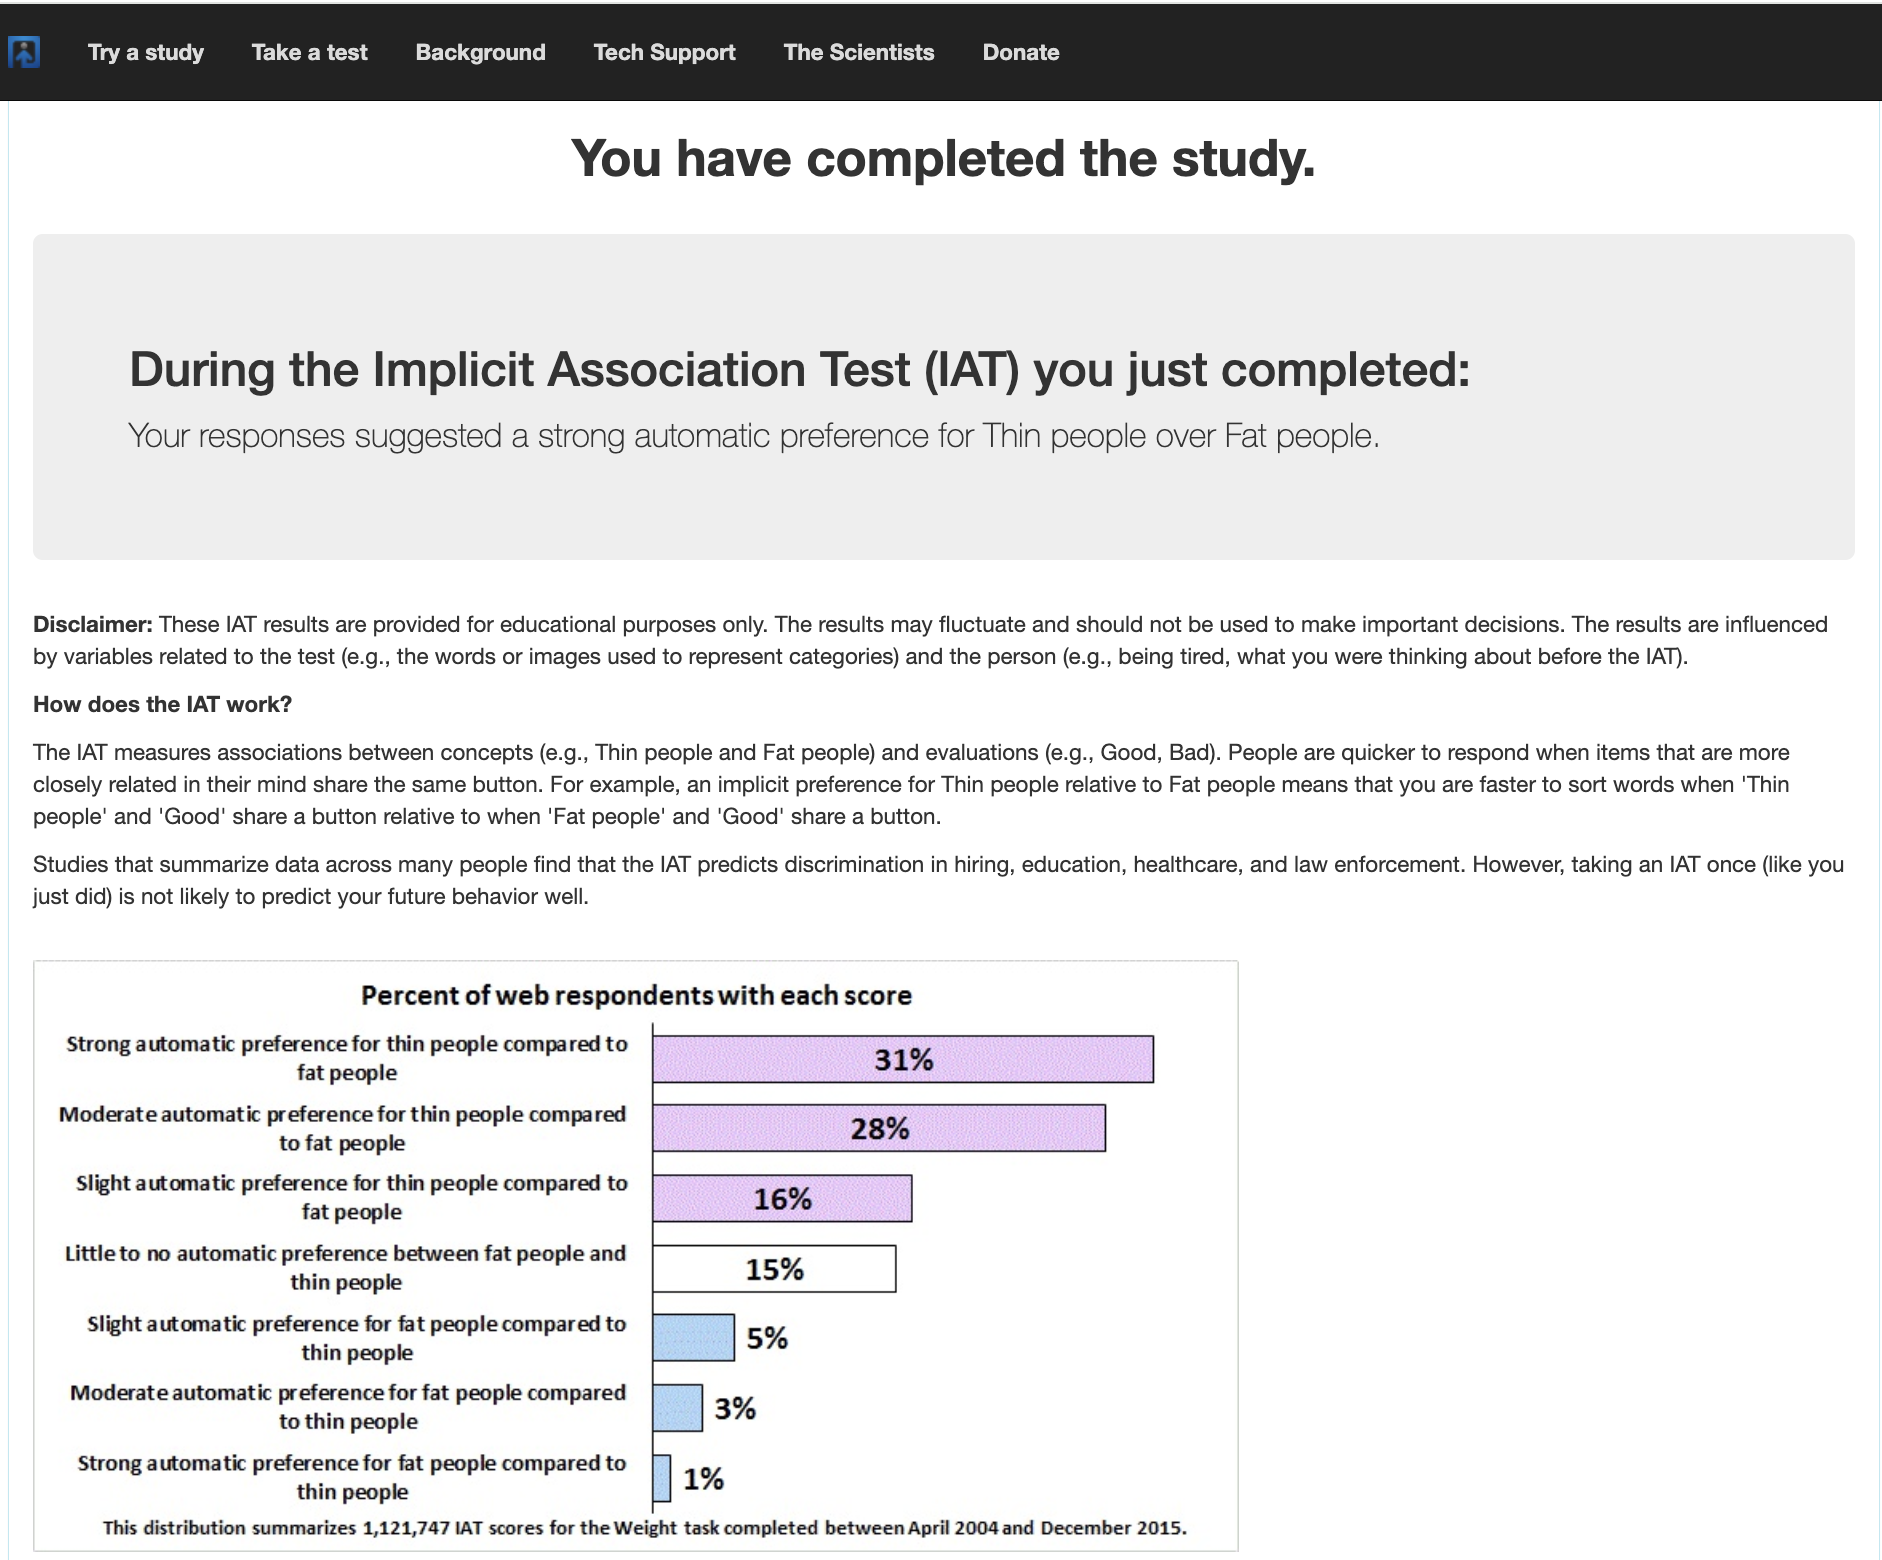 Try a study Take a test Background Tech Support The Scientists Donate
You have completed the study.
During the Implicit Association Test (IAT) you just completed:
Your responses suggested a strong automatic preference for Thin people over Fat people.
Disclaimer: These IAT results are provided for educational purposes only. The results may fluctuate and should not be used to make important decisions. The results are influenced
by variables related to the test (e.g., the words or images used to represent categories) and the person (e.g., being tired, what you were thinking about before the IAT).
How does the IAT work?
The IAT measures associations between concepts (e.g., Thin people and Fat people) and evaluations (e.g., Good, Bad). People are quicker to respond when items that are more
closely related in their mind share the same button. For example, an implicit preference for Thin people relative to Fat people means that you are faster to sort words when 'Thin
people' and 'Good' share a button relative to when 'Fat people' and 'Good' share a button.
Studies that summarize data across many people find that the IAT predicts discrimination in hiring, education, healthcare, and law enforcement. However, taking an IAT once (like you
just did) is not likely to predict your future behavior well.
Percent of web respondents with each score
Strong automatic preference for thin people compared to
fat people
31%
Moderate automatic preference for thin people compared
to fat people
28%
Slight automatic preference for thin people compared to
fat people
16%
Little to no automatic preference between fat people and
thin people
15%
Slight automatic preference for fat people compared to
thin people
5%
Moderate automatic preference for fat people compared
to thin people
3%
Strong automatic preference for fat people compared to
thin people
1%
This distribution summarizes 1,121,747 IAT scores for the Weight task completed between April 2004 and December 2015.